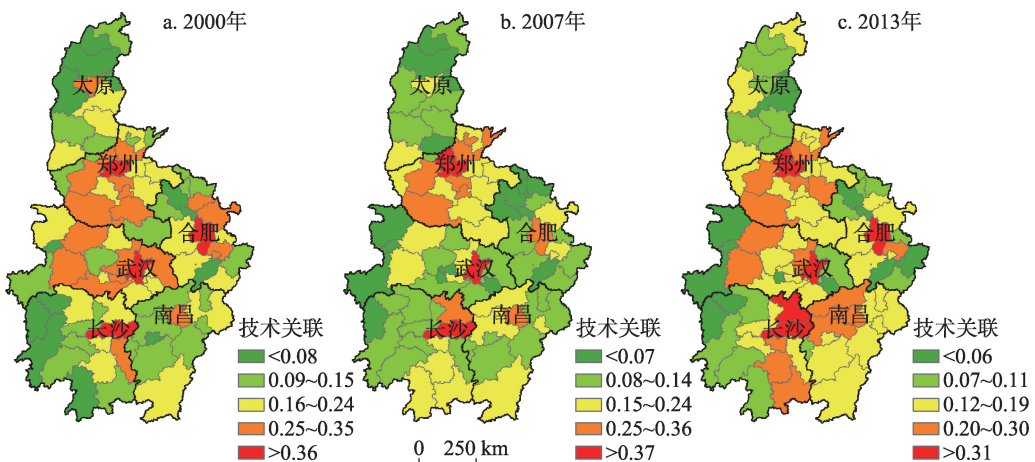 a. 2000年
太原
郑州
合肥
武汉
南昌
长沙
技术关联
<0.08
0.09~0.15
0.16~0.24
0.25~0.35
>0.36
b. 2007年
太原
郑州
合肥
武汉
南昌
长沙
技术关联
<0.07
0.08~0.14
0.15~0.24
0.25~0.36
>0.37
0 250 km
c. 2013年
太原
郑州
合肥
武汉
南昌
长沙
技术关联
<0.06
0.07~0.11
0.12~0.19
0.20~0.30
>0.31